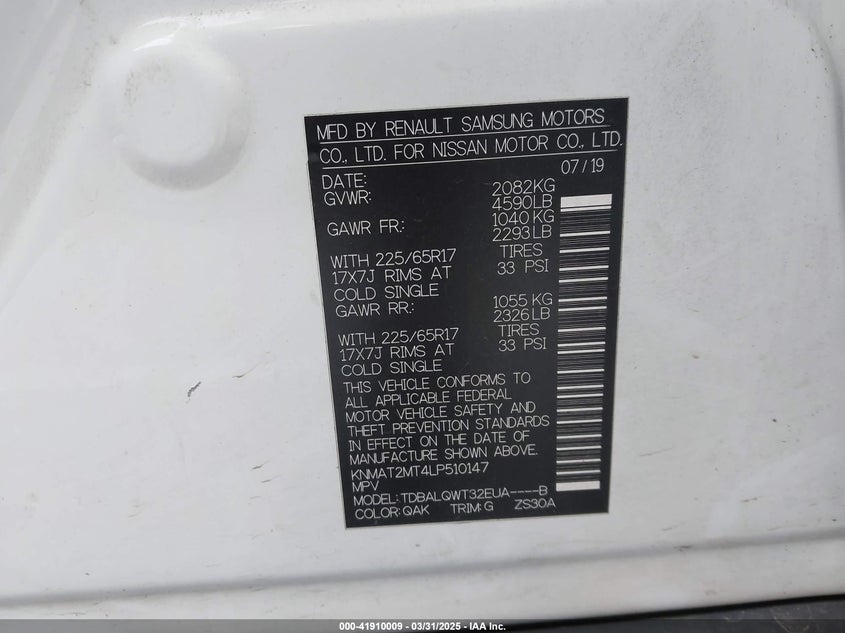 MFD BY RENAULT SAMSUNG MOTORS
CO., LTD. FOR NISSAN MOTOR CO., LTD.
DATE: 07/19
GVWR: 2082KG
4590LB
GAWR FR: 1040KG
2293LB
WITH 225/65R17 TIRES
17X7J RIMS AT 33 PSI
COLD SINGLE
GAWR RR: 1055KG
2326LB
WITH 225/65R17 TIRES
17X7J RIMS AT 33 PSI
COLD SINGLE
THIS VEHICLE CONFORMS TO
ALL APPLICABLE FEDERAL
MOTOR VEHICLE SAFETY AND
THEFT PREVENTION STANDARDS
IN EFFECT ON THE DATE OF
MANUFACTURE SHOWN ABOVE.
KNMAT2MT4LP510147
MPV
MODEL: TDBALQWT32EUA----B
COLOR: QAK TRIM: G ZS30A
000-41910009 - 03/31/2025 - IAA Inc.